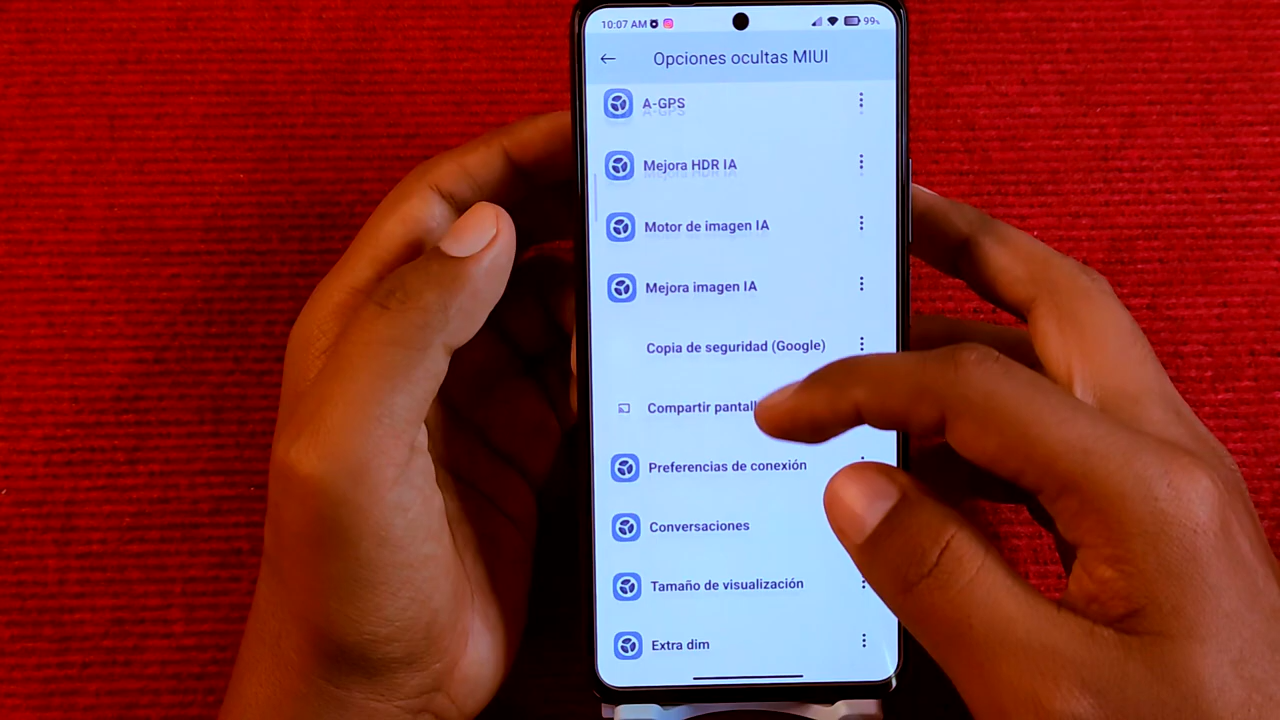 10:07 AM
99%
Opciones ocultas MIUI
A-GPS
Mejora HDR IA
Motor de imagen IA
Mejora imagen IA
Copia de seguridad (Google)
Compartir pantall
Preferencias de conexión
Conversaciones
Tamaño de visualización
Extra dim